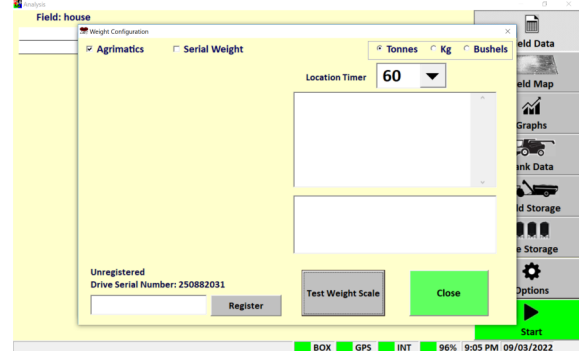 Analysis
Field: house
Weight Configuration
Agrimatics
Serial Weight
Tonnes
Kg
Bushels
Location Timer
60
Unregistered
Drive Serial Number: 250882031
Register
Test Weight Scale
Close
eld Data
eld Map
Graphs
nk Data
ld Storage
e Storage
Options
Start
BOX GPS INT 96% 9:05 PM 09/03/2022